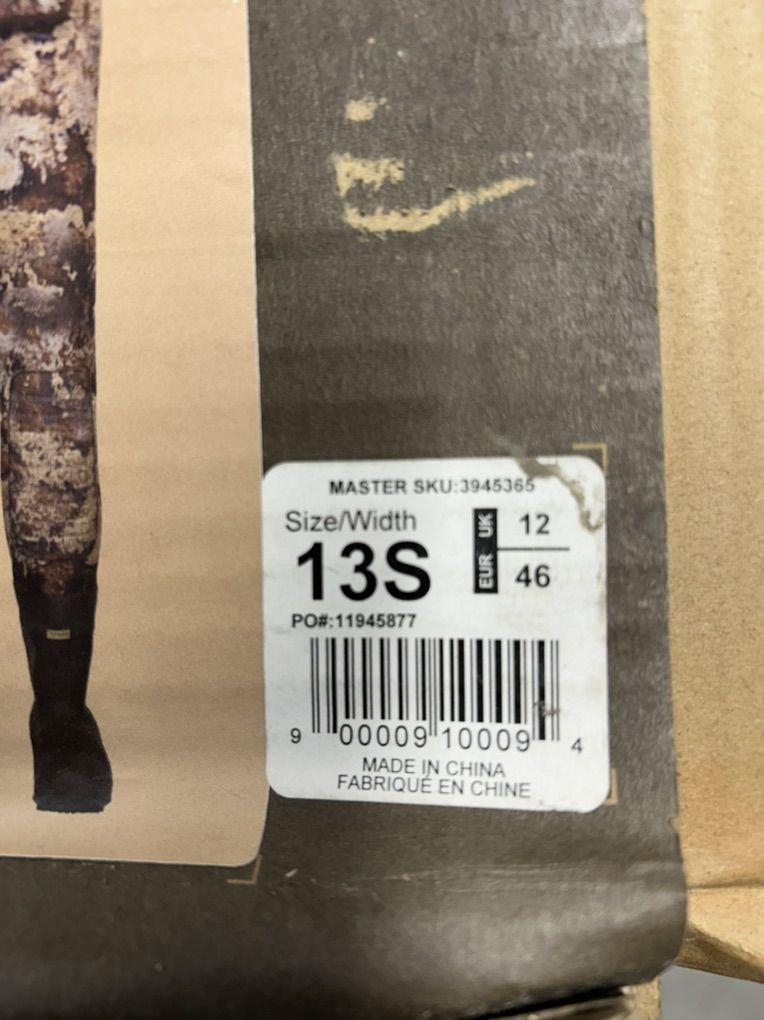 MASTER SKU:3945365
Size/Width
13S
UK 12
EUR 46
PO#:11945877
9 00009 10009 4
MADE IN CHINA
FABRIQUÉ EN CHINE